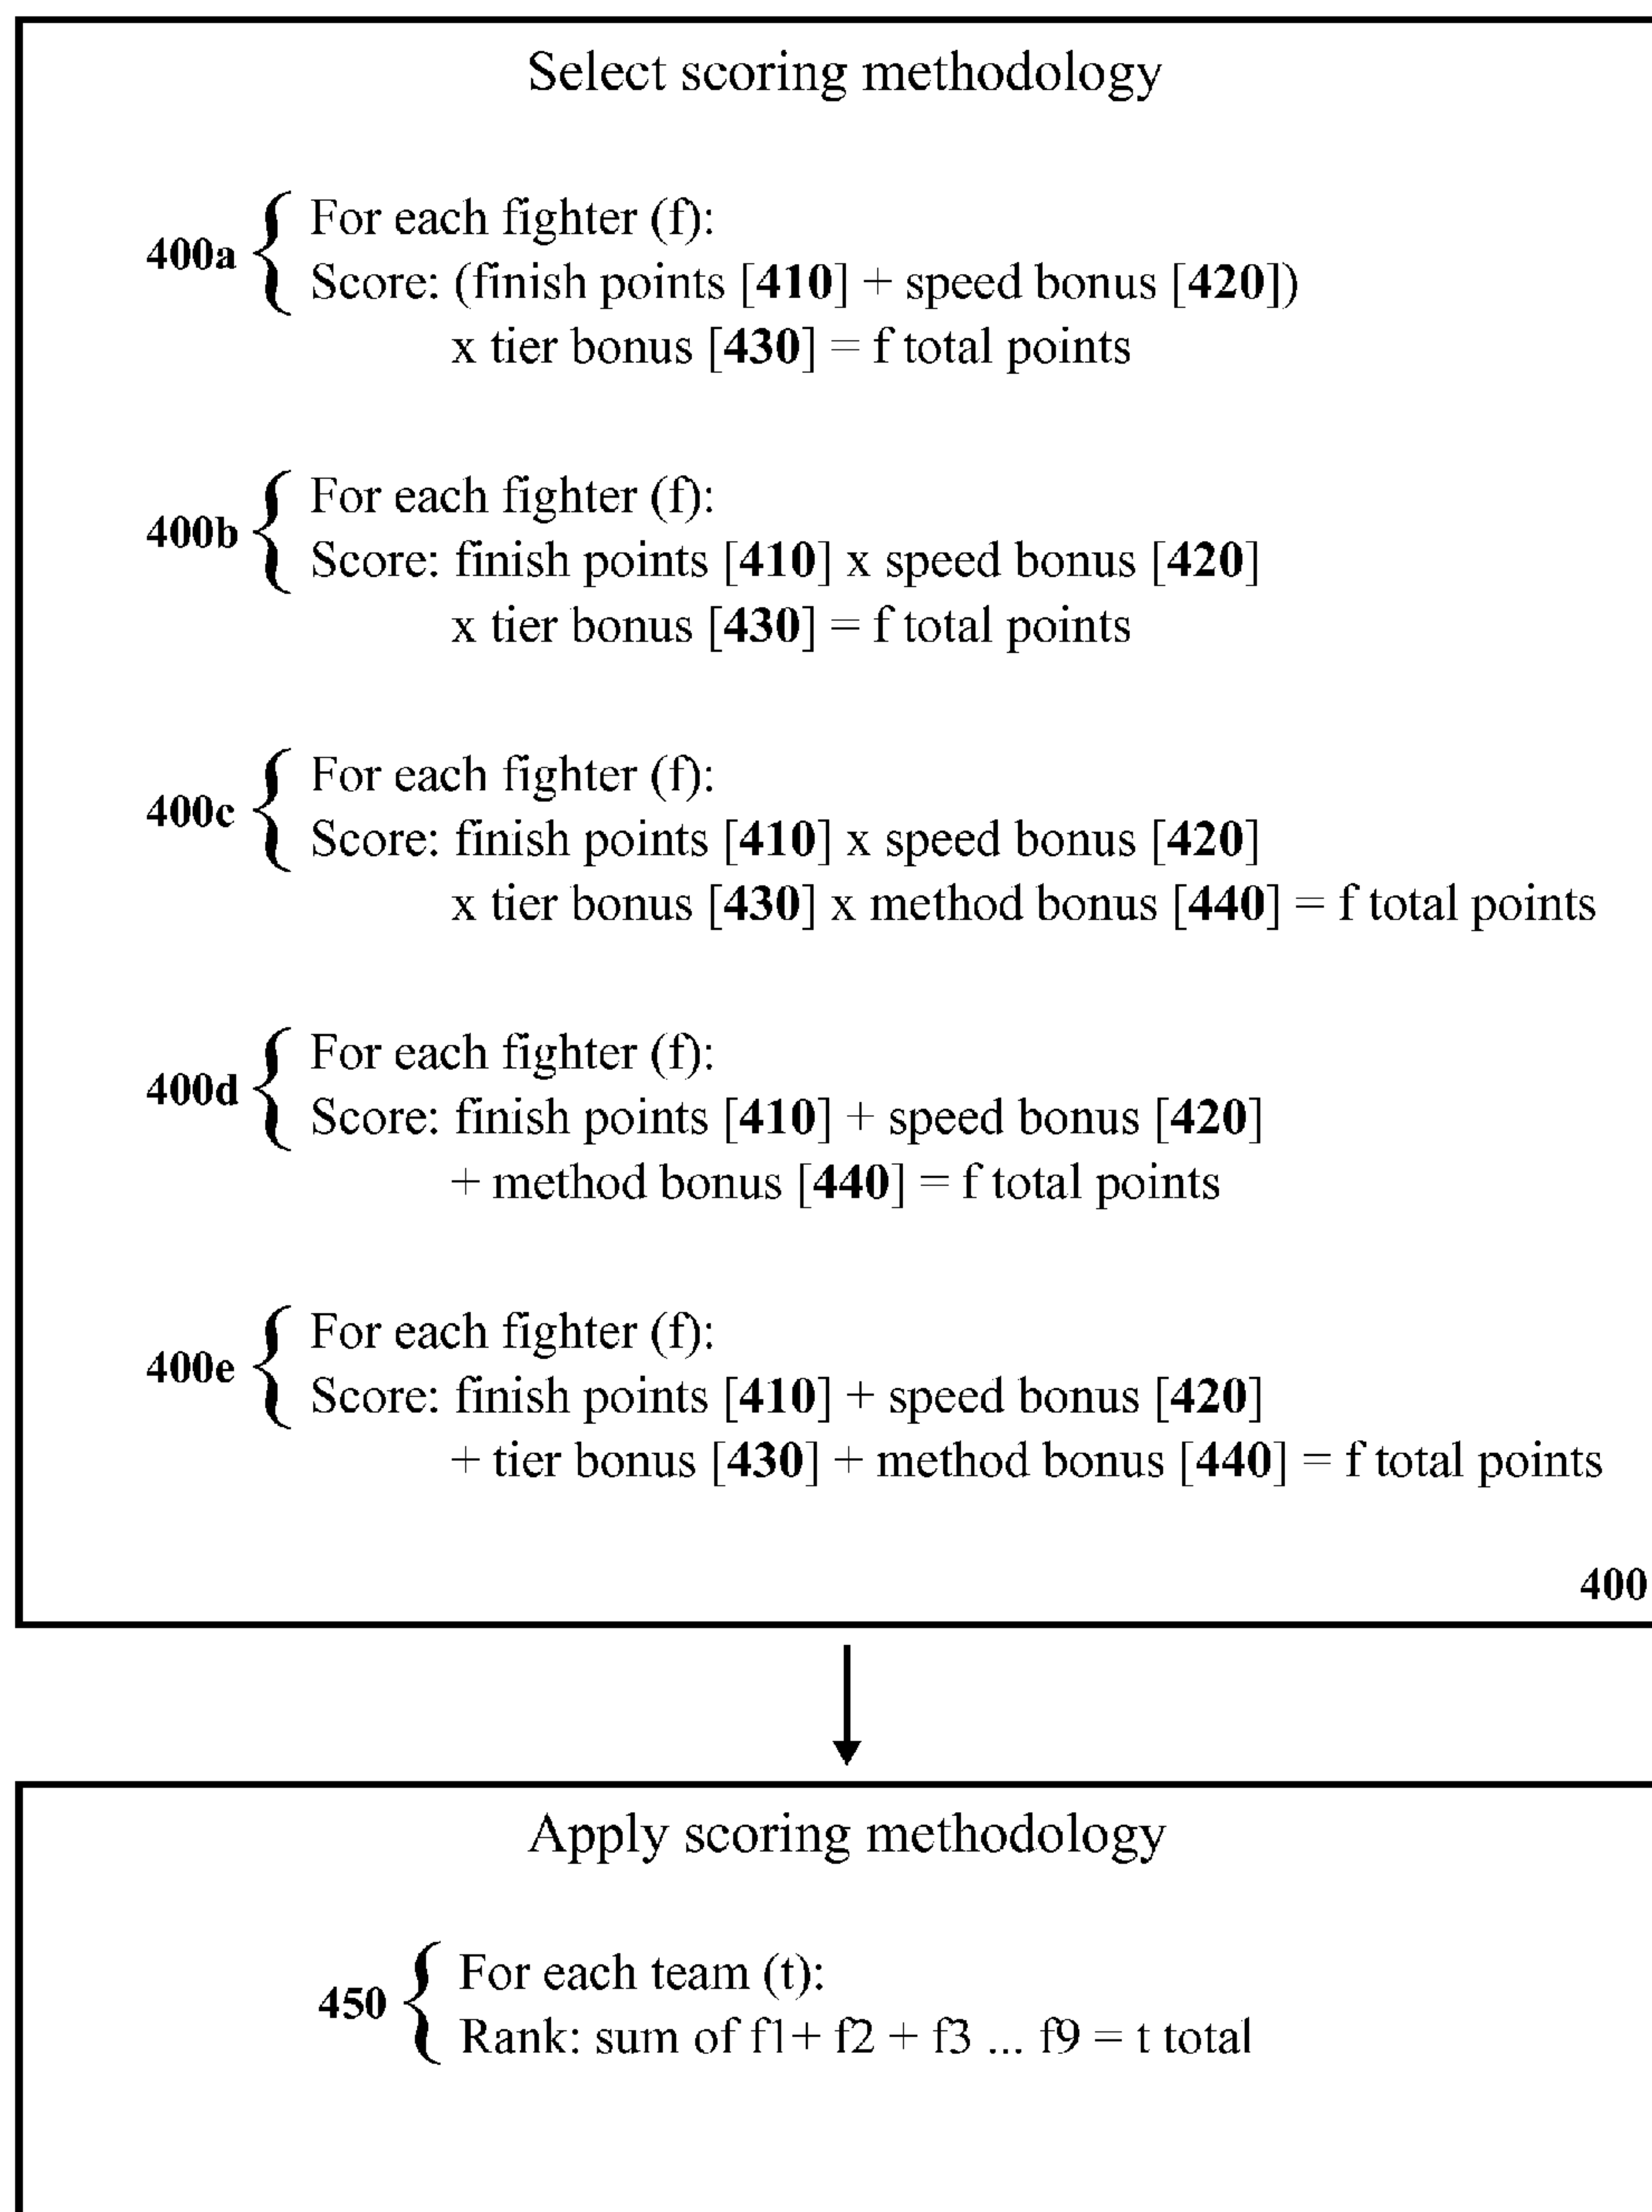 Select scoring methodology
400a { For each fighter (f):
Score: (finish points [410] + speed bonus [420])
x tier bonus [430] = f total points
400b { For each fighter (f):
Score: finish points [410] x speed bonus [420]
x tier bonus [430] = f total points
400c { For each fighter (f):
Score: finish points [410] x speed bonus [420]
x tier bonus [430] x method bonus [440] = f total points
400d { For each fighter (f):
Score: finish points [410] + speed bonus [420]
+ method bonus [440] = f total points
400e { For each fighter (f):
Score: finish points [410] + speed bonus [420]
+ tier bonus [430] + method bonus [440] = f total points
400
Apply scoring methodology
450 { For each team (t):
Rank: sum of f1+ f2 + f3 ... f9 = t total